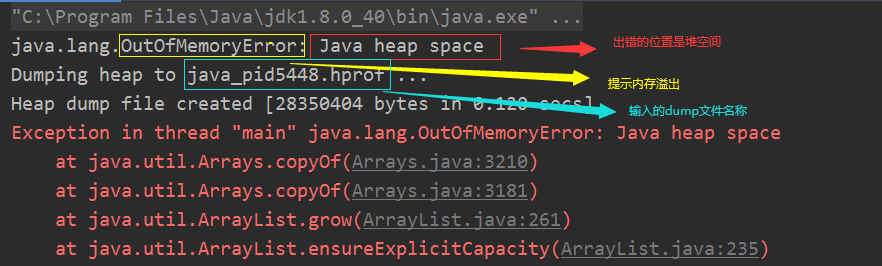 "C:\Program Files\Java\jdk1.8.0_40\bin\java.exe" ...
java.lang.OutOfMemoryError: Java heap space
出错的位置是堆空间
Dumping heap to java_pid5448.hprof ...
提示内存溢出
Heap dump file created [28350404 bytes in 0.120 secs]
输入的dump文件名称
Exception in thread "main" java.lang.OutOfMemoryError: Java heap space
at java.util.Arrays.copyOf(Arrays.java:3210)
at java.util.Arrays.copyOf(Arrays.java:3181)
at java.util.ArrayList.grow(ArrayList.java:261)
at java.util.ArrayList.ensureExplicitCapacity(ArrayList.java:235)